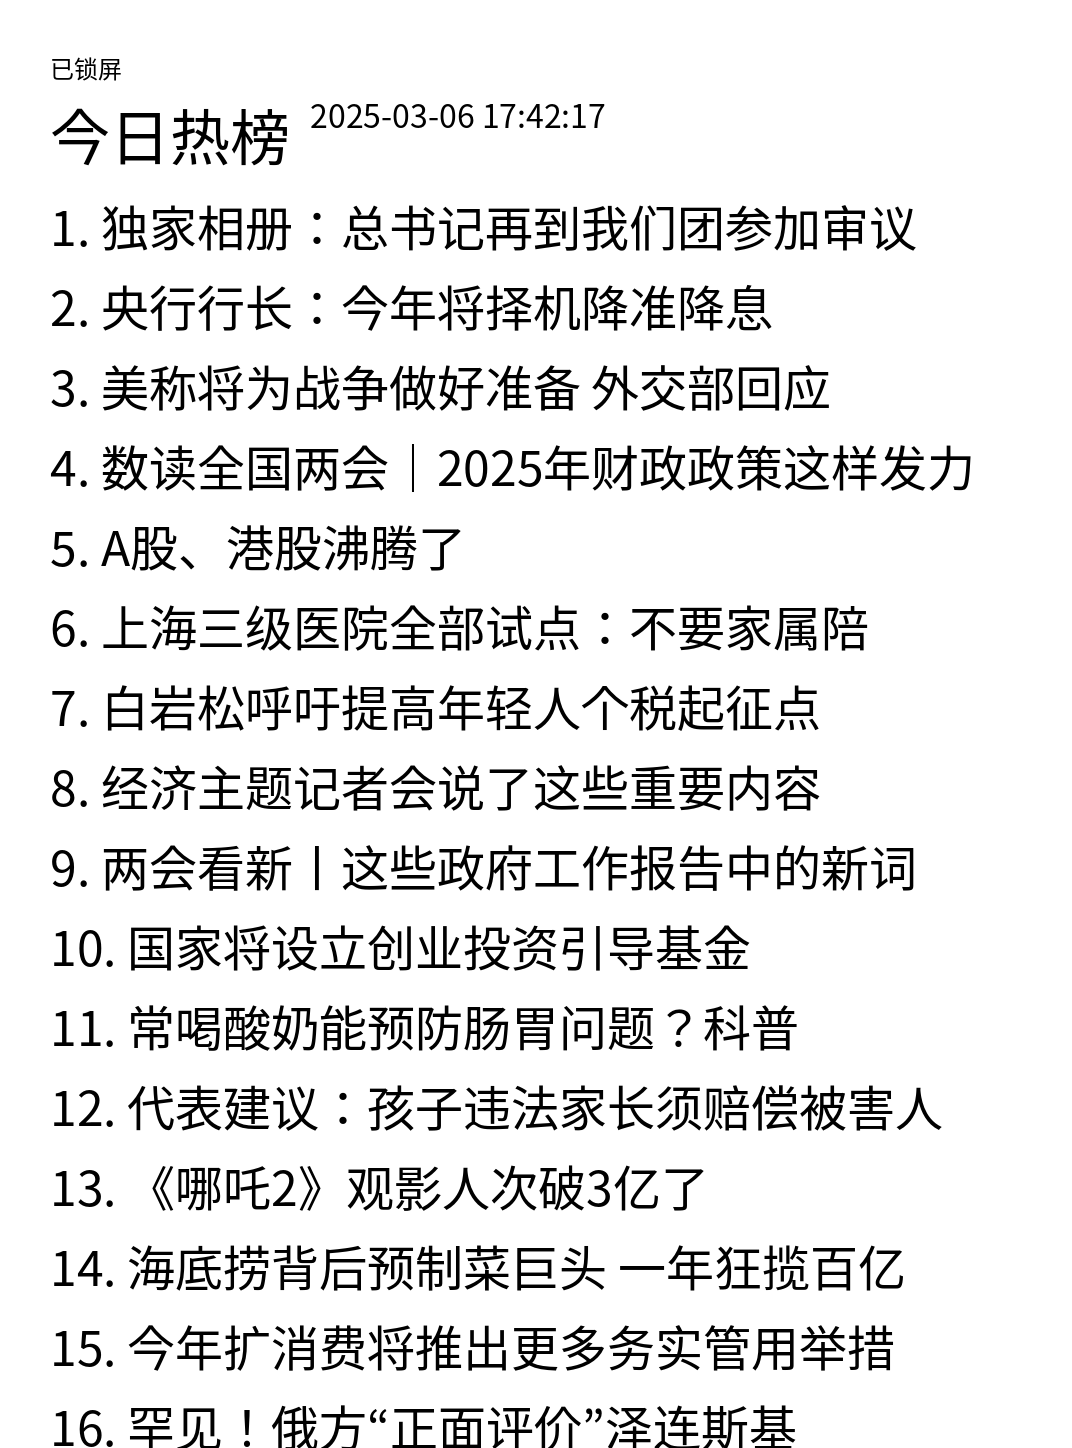 已锁屏
今日热榜 2025-03-06 17:42:17
1. 独家相册：总书记再到我们团参加审议
2. 央行行长：今年将择机降准降息
3. 美称将为战争做好准备 外交部回应
4. 数读全国两会｜2025年财政政策这样发力
5. A股、港股沸腾了
6. 上海三级医院全部试点：不要家属陪
7. 白岩松呼吁提高年轻人个税起征点
8. 经济主题记者会说了这些重要内容
9. 两会看新丨这些政府工作报告中的新词
10. 国家将设立创业投资引导基金
11. 常喝酸奶能预防肠胃问题？科普
12. 代表建议：孩子违法家长须赔偿被害人
13. 《哪吒2》观影人次破3亿了
14. 海底捞背后预制菜巨头 一年狂揽百亿
15. 今年扩消费将推出更多务实管用举措
16. 罕见！俄方“正面评价”泽连斯基